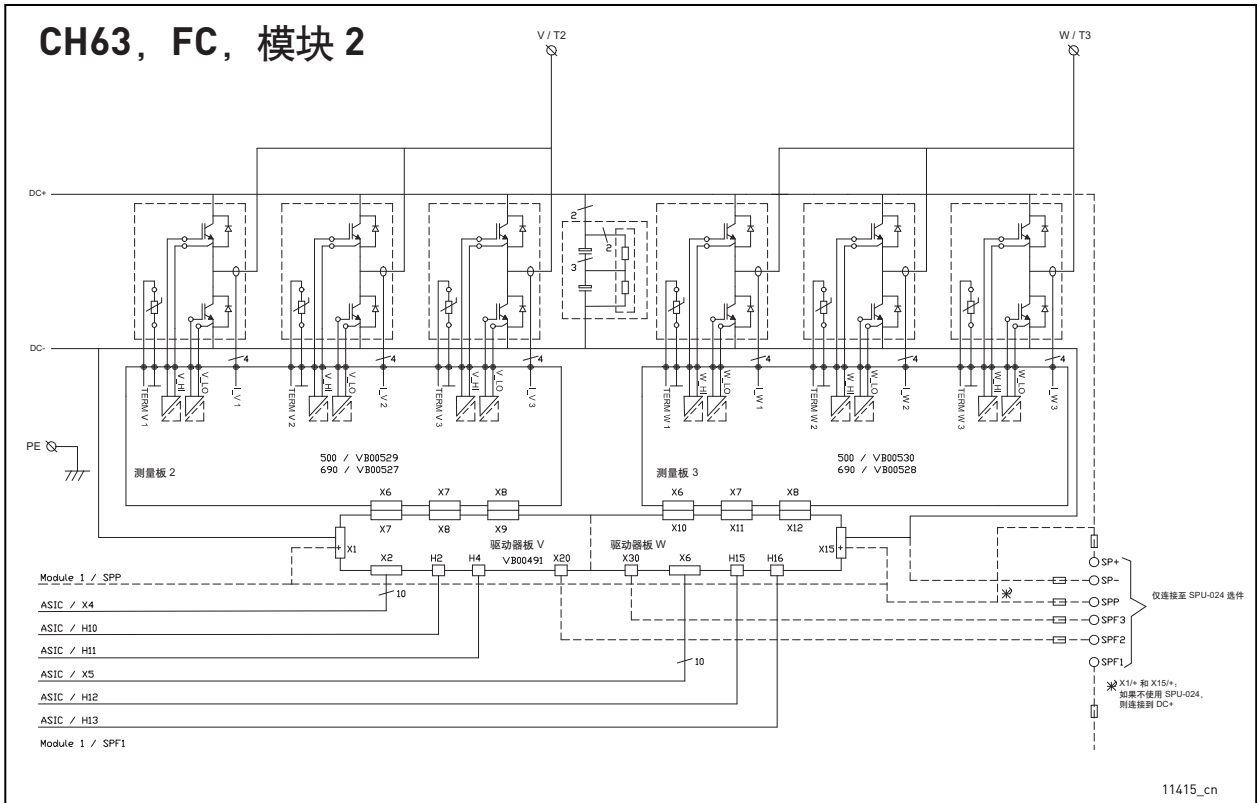 CH63，FC，模块 2
V / T2
W / T3
DC+
2
2
3
DC-
4
4
4
4
4
4
TERM V 1
V_HI
V_LO
I_V 1
TERM V 2
V_HI
V_LO
I_V 2
TERM V 3
V_HI
V_LO
I_V 3
TERM W 1
W_HI
W_LO
I_W 1
TERM W 2
W_HI
W_LO
I_W 2
TERM W 3
W_HI
W_LO
I_W 3
PE
测量板 2
500 / VB00529
690 / VB00527
测量板 3
500 / VB00530
690 / VB00528
X6 X7 X8
X7 X8 X9
X6 X7 X8
X10 X11 X12
+ X1
驱动器板 V
VB00491
驱动器板 W
X15 +
X2 H2 H4 X20 X30 X6 H15 H16
10
10
Module 1 / SPP
ASIC / X4
ASIC / H10
ASIC / H11
ASIC / X5
ASIC / H12
ASIC / H13
Module 1 / SPF1
SP+
SP-
SPP
SPF3
SPF2
SPF1
仅连接至 SPU-024 选件
X1/+ 和 X15/+，
如果不使用 SPU-024，
则连接到 DC+
11415_cn